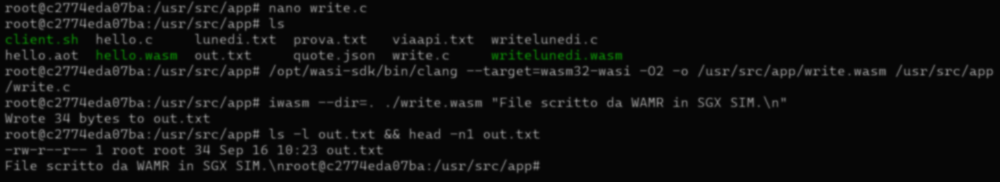 root@c2774eda07ba:/usr/src/app# nano write.c
root@c2774eda07ba:/usr/src/app# ls
client.sh  hello.c     lunedi.txt  prova.txt   viaapi.txt  writelunedi.c
hello.aot  hello.wasm  out.txt     quote.json  write.c     writelunedi.wasm
root@c2774eda07ba:/usr/src/app# /opt/wasi-sdk/bin/clang --target=wasm32-wasi -O2 -o /usr/src/app/write.wasm /usr/src/app
/write.c
root@c2774eda07ba:/usr/src/app# iwasm --dir=. ./write.wasm "File scritto da WAMR in SGX SIM.\n"
Wrote 34 bytes to out.txt
root@c2774eda07ba:/usr/src/app# ls -l out.txt && head -n1 out.txt
-rw-r--r-- 1 root root 34 Sep 16 10:23 out.txt
File scritto da WAMR in SGX SIM.\nroot@c2774eda07ba:/usr/src/app#